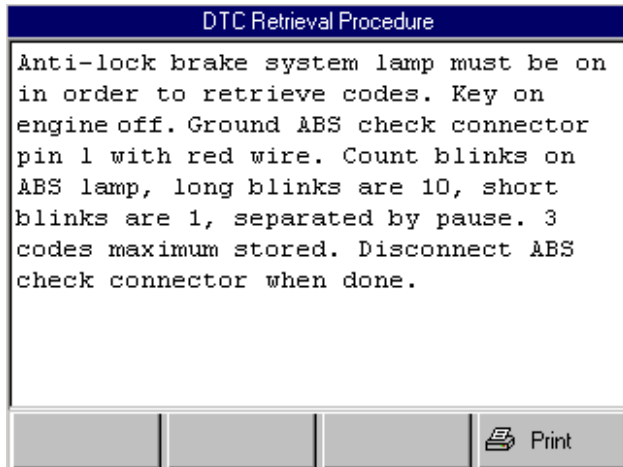 DTC Retrieval Procedure
Anti-lock brake system lamp must be on
in order to retrieve codes. Key on
engine off. Ground ABS check connector
pin 1 with red wire. Count blinks on
ABS lamp, long blinks are 10, short
blinks are 1, separated by pause. 3
codes maximum stored. Disconnect ABS
check connector when done.
Print